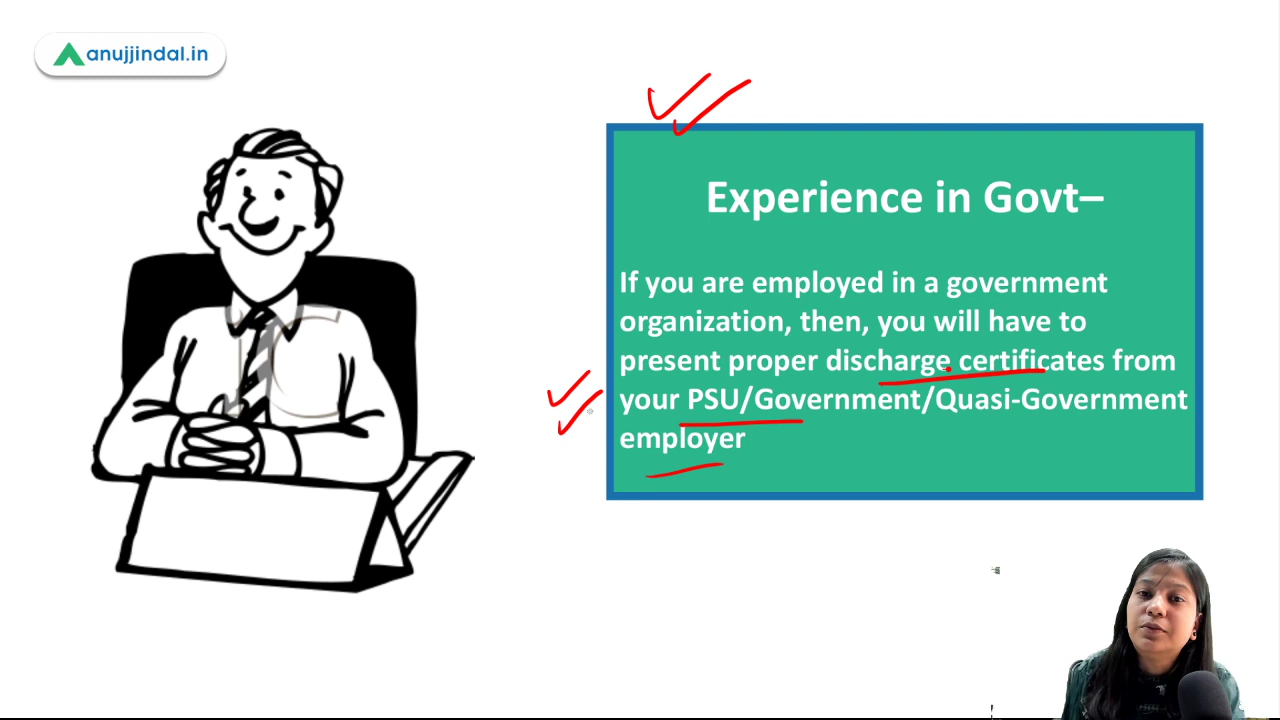 anujjindal.in
Experience in Govt–
If you are employed in a government
organization, then, you will have to
present proper discharge certificates from
your PSU/Government/Quasi-Government
employer